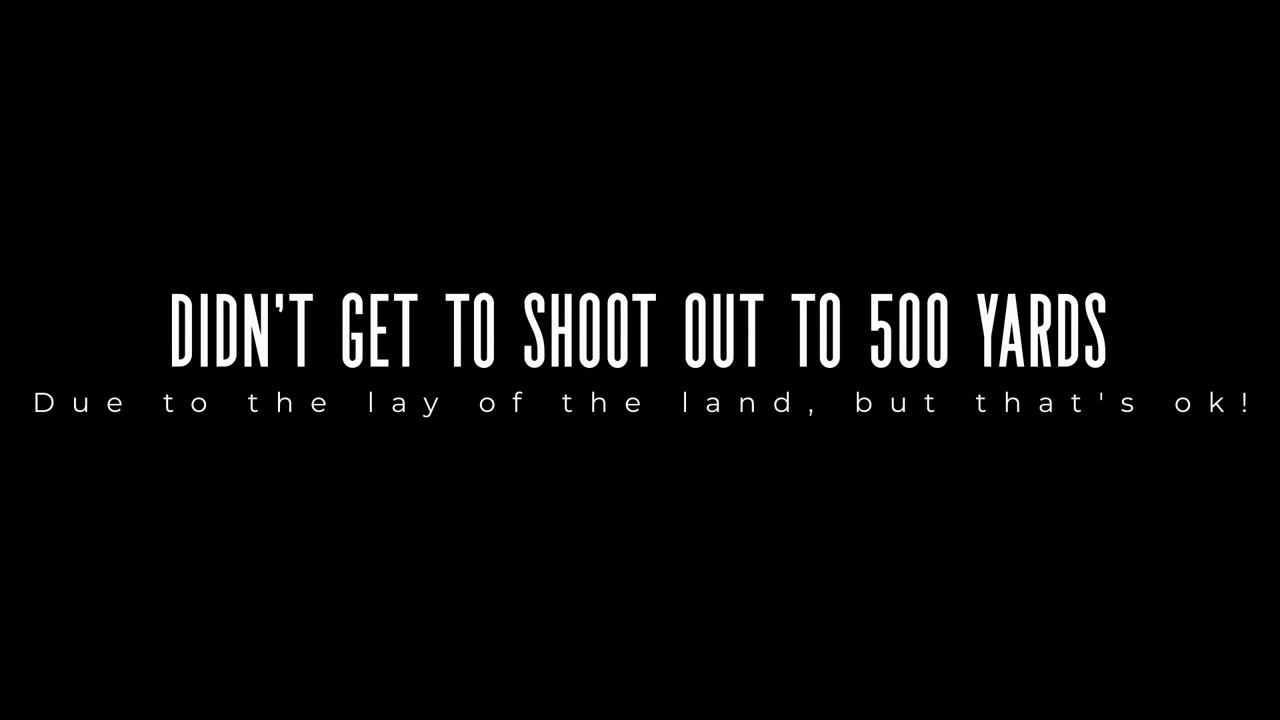 DIDN'T GET TO SHOOT OUT TO 500 YARDS
Due to the lay of the land, but that's ok!